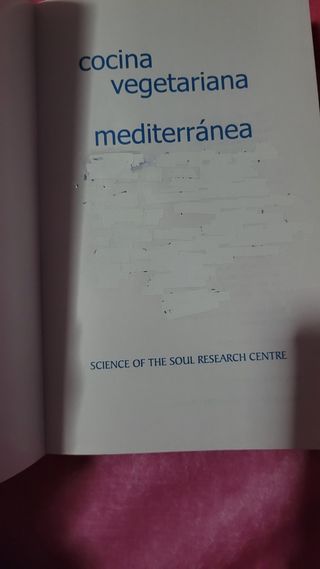 cocina
vegetariana
mediterránea
SCIENCE OF THE SOUL RESEARCH CENTRE